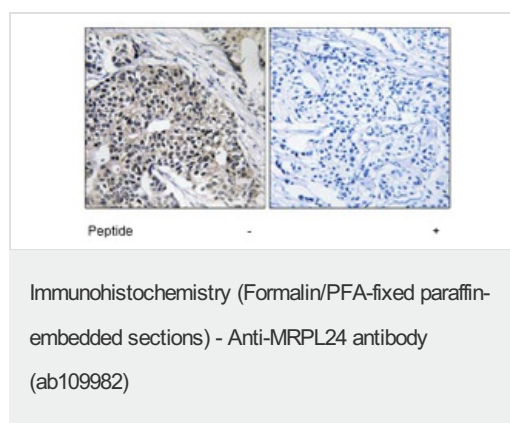 Peptide - +
Immunohistochemistry (Formalin/PFA-fixed paraffin-
embedded sections) - Anti-MRPL24 antibody
(ab109982)